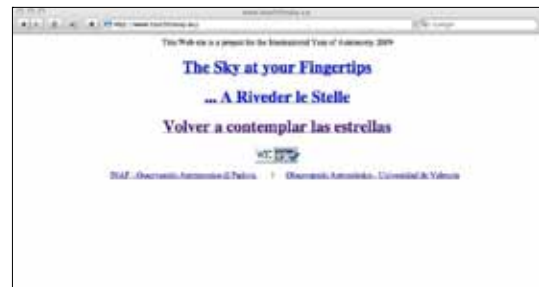 This Web site is a project for the International Year of Astronomy 2009
The Sky at your Fingertips
... A Riveder le Stelle
Volver a contemplar las estrellas
W3C
INAF - Osservatorio Astronomico di Padova Observatorio Astronómico - Universidad de Valencia